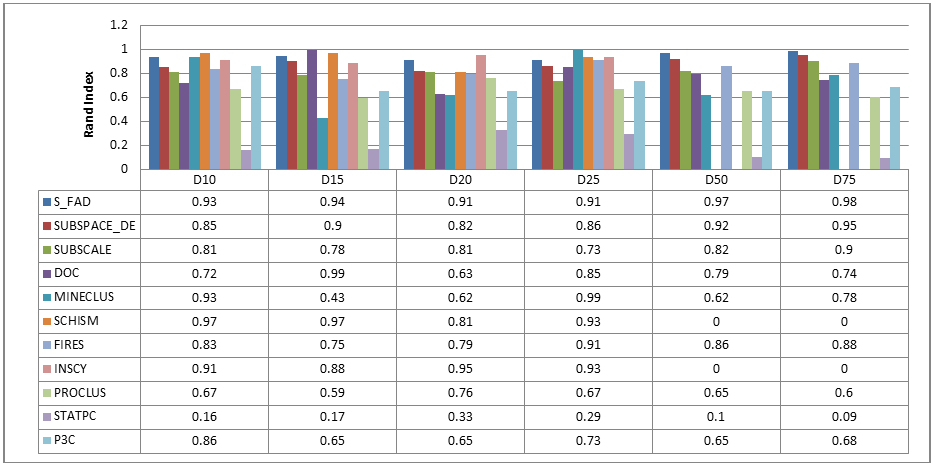 1.2
1
0.8
0.6
0.4
0.2
0
Rand Index
D10 D15 D20 D25 D50 D75
S_FAD 0.93 0.94 0.91 0.91 0.97 0.98
SUBSPACE_DE 0.85 0.9 0.82 0.86 0.92 0.95
SUBSCALE 0.81 0.78 0.81 0.73 0.82 0.9
DOC 0.72 0.99 0.63 0.85 0.79 0.74
MINECLUS 0.93 0.43 0.62 0.99 0.62 0.78
SCHISM 0.97 0.97 0.81 0.93 0 0
FIRES 0.83 0.75 0.79 0.91 0.86 0.88
INSCY 0.91 0.88 0.95 0.93 0 0
PROCLUS 0.67 0.59 0.76 0.67 0.65 0.6
STATPC 0.16 0.17 0.33 0.29 0.1 0.09
P3C 0.86 0.65 0.65 0.73 0.65 0.68